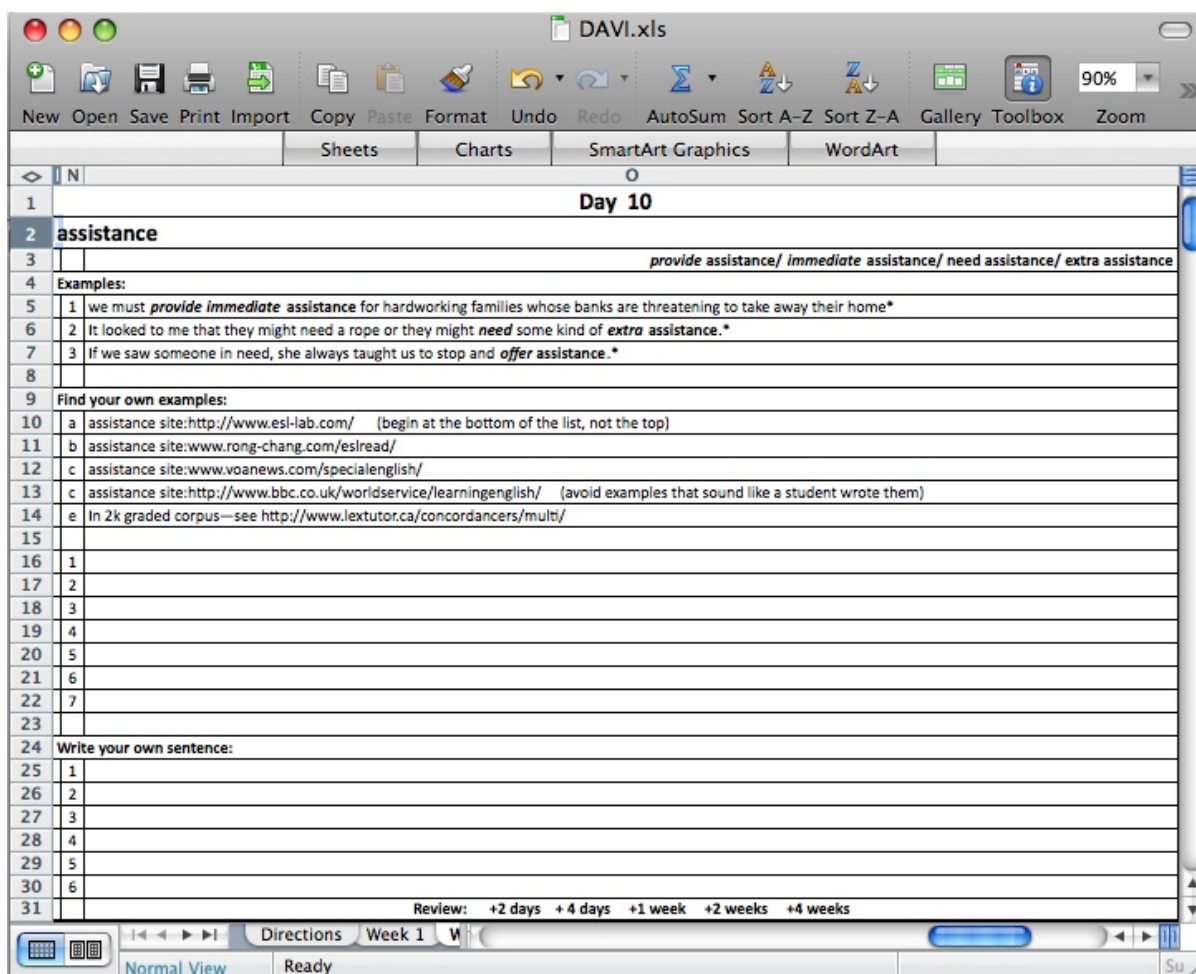 DAVI.xls
New Open Save Print Import Copy Paste Format Undo Redo AutoSum Sort A-Z Sort Z-A Gallery Toolbox Zoom
90%
Sheets Charts SmartArt Graphics WordArt
N O
1 Day 10
2 assistance
3 provide assistance/ immediate assistance/ need assistance/ extra assistance
4 Examples:
5 1 we must provide immediate assistance for hardworking families whose banks are threatening to take away their home*
6 2 It looked to me that they might need a rope or they might need some kind of extra assistance.*
7 3 If we saw someone in need, she always taught us to stop and offer assistance.*
8
9 Find your own examples:
10 a assistance site:http://www.esl-lab.com/ (begin at the bottom of the list, not the top)
11 b assistance site:www.rong-chang.com/eslread/
12 c assistance site:www.voanews.com/specialenglish/
13 c assistance site:http://www.bbc.co.uk/worldservice/learningenglish/ (avoid examples that sound like a student wrote them)
14 e In 2k graded corpus—see http://www.lextutor.ca/concordancers/multi/
15
16 1
17 2
18 3
19 4
20 5
21 6
22 7
23
24 Write your own sentence:
25 1
26 2
27 3
28 4
29 5
30 6
31 Review: +2 days + 4 days +1 week +2 weeks +4 weeks
Directions Week 1 W
Normal View Ready Su